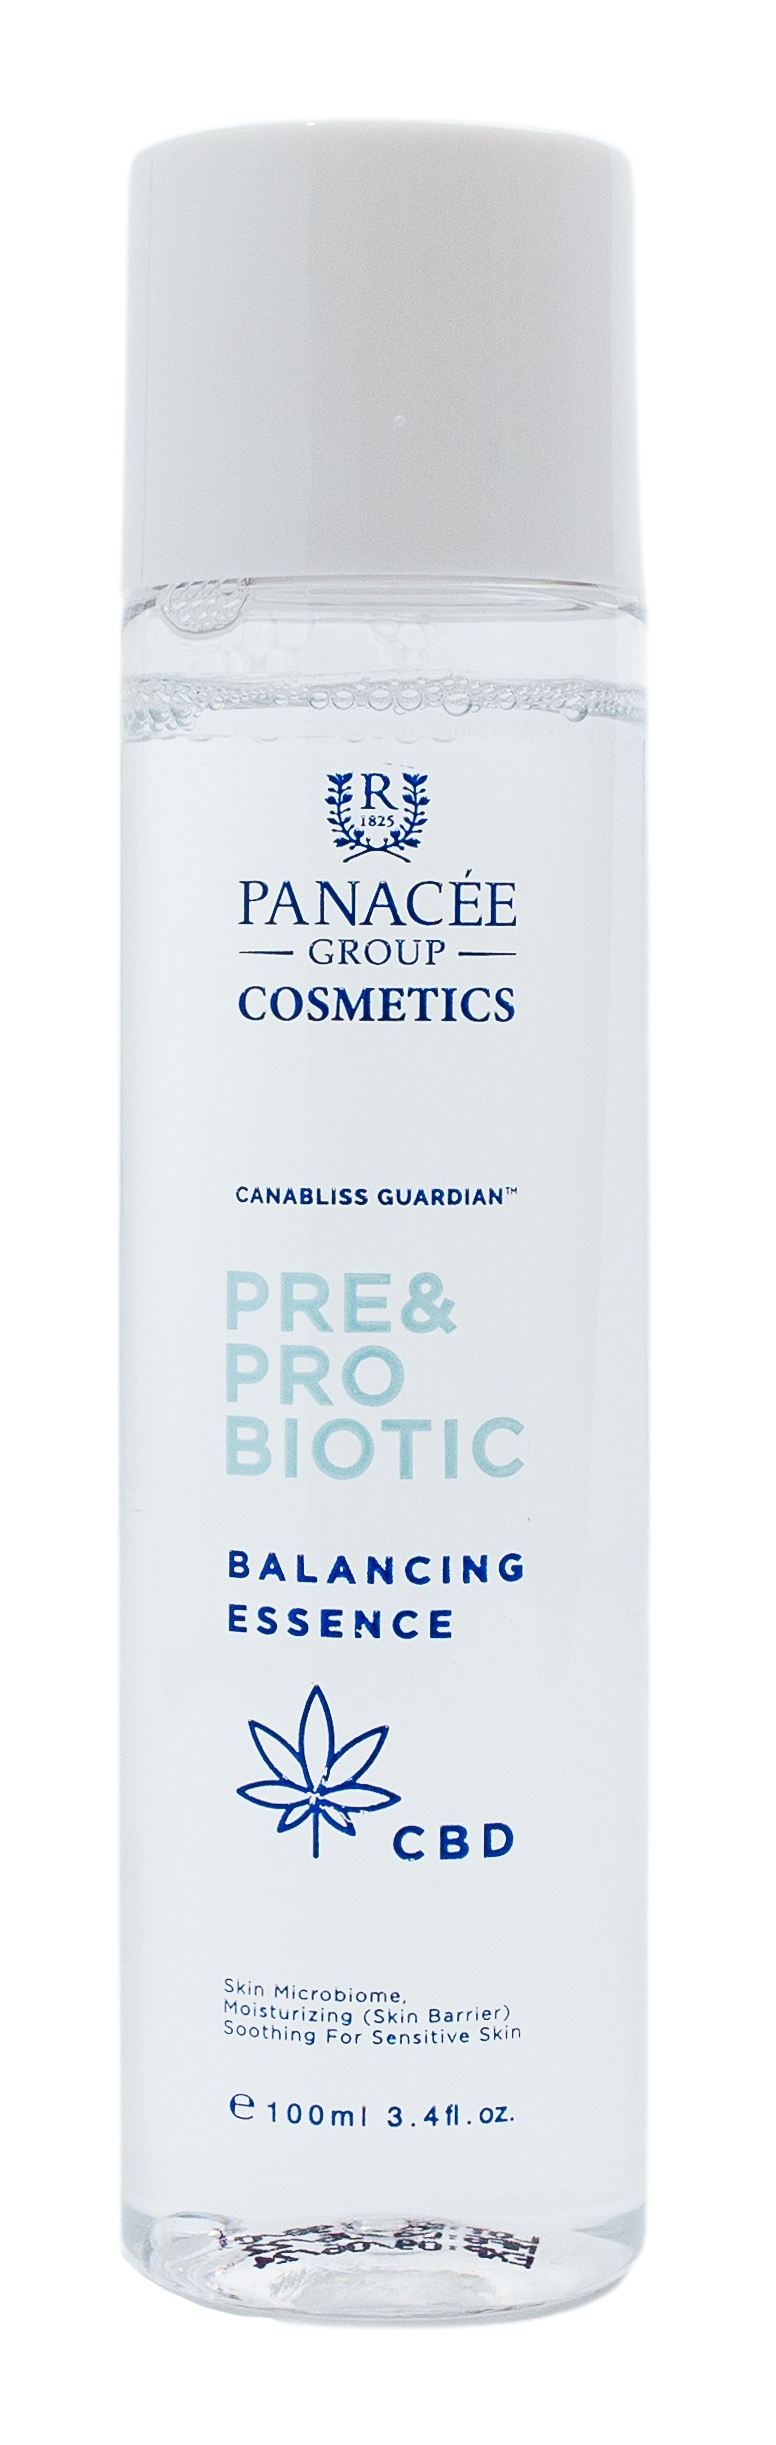 R
1825
PANACÉE
GROUP
COSMETICS
CANABLISS GUARDIAN™
PRE&
PRO
BIOTIC
BALANCING
ESSENCE
CBD
Skin Microbiome,
Moisturizing (Skin Barrier)
Soothing For Sensitive Skin
℮ 100ml 3.4fl.oz.